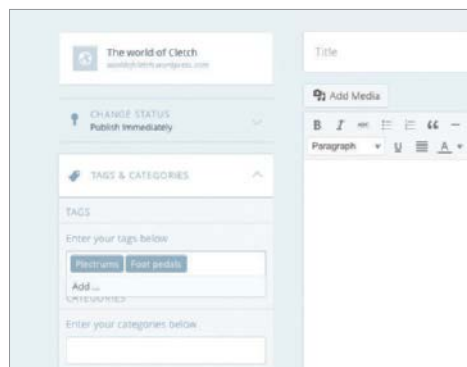 The world of Cletch
Title
Add Media
CHANGE STATUS
Publish Immediately
B I ABC
Paragraph U A
TAGS & CATEGORIES
TAGS
Enter your tags below
Plectrums Foot pedals
Add ...
CATEGORIES
Enter your categories below